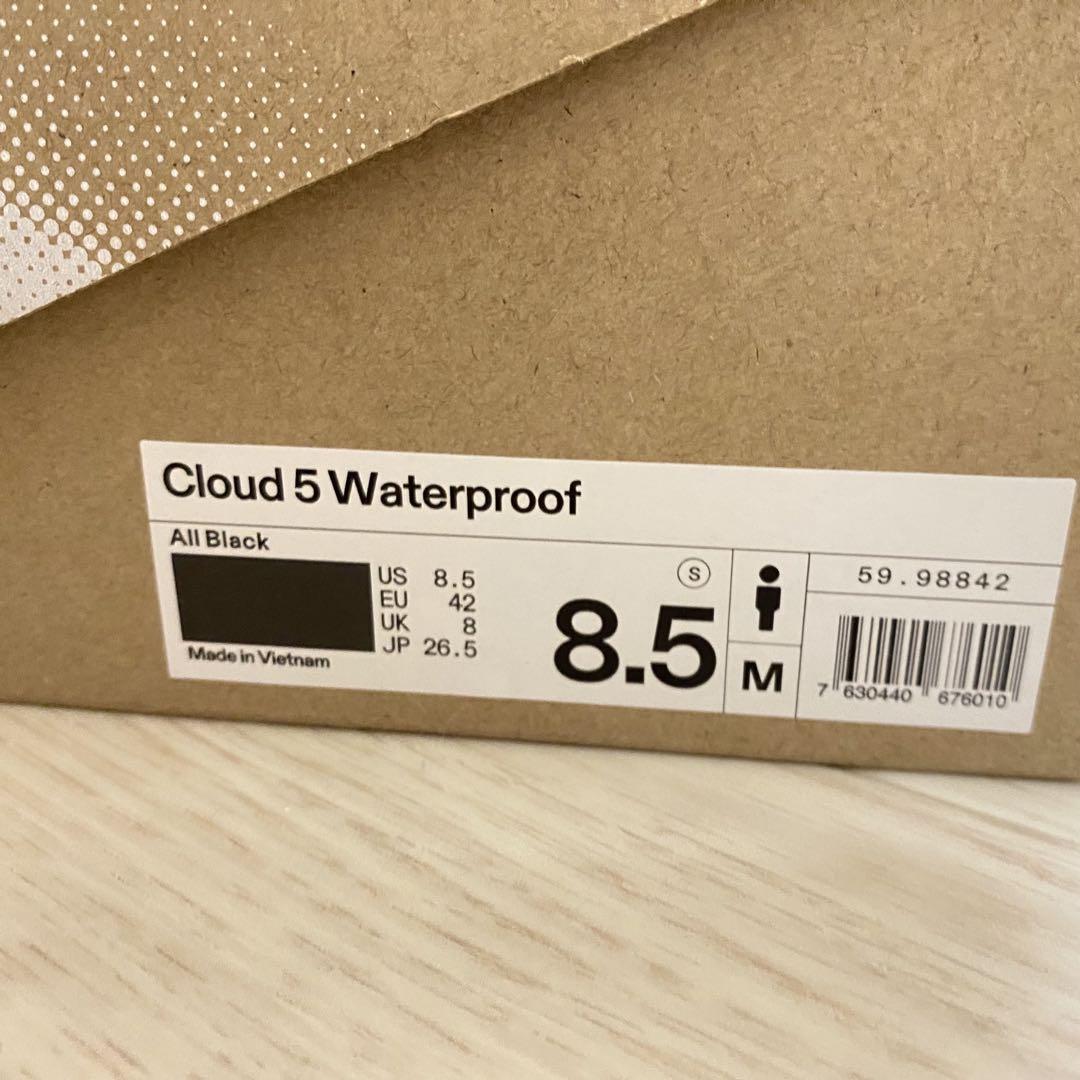 Cloud 5 Waterproof
All Black
US 8.5
EU 42
UK 8
JP 26.5
Made in Vietnam
S
8.5
M
59.98842
7 630440 676010